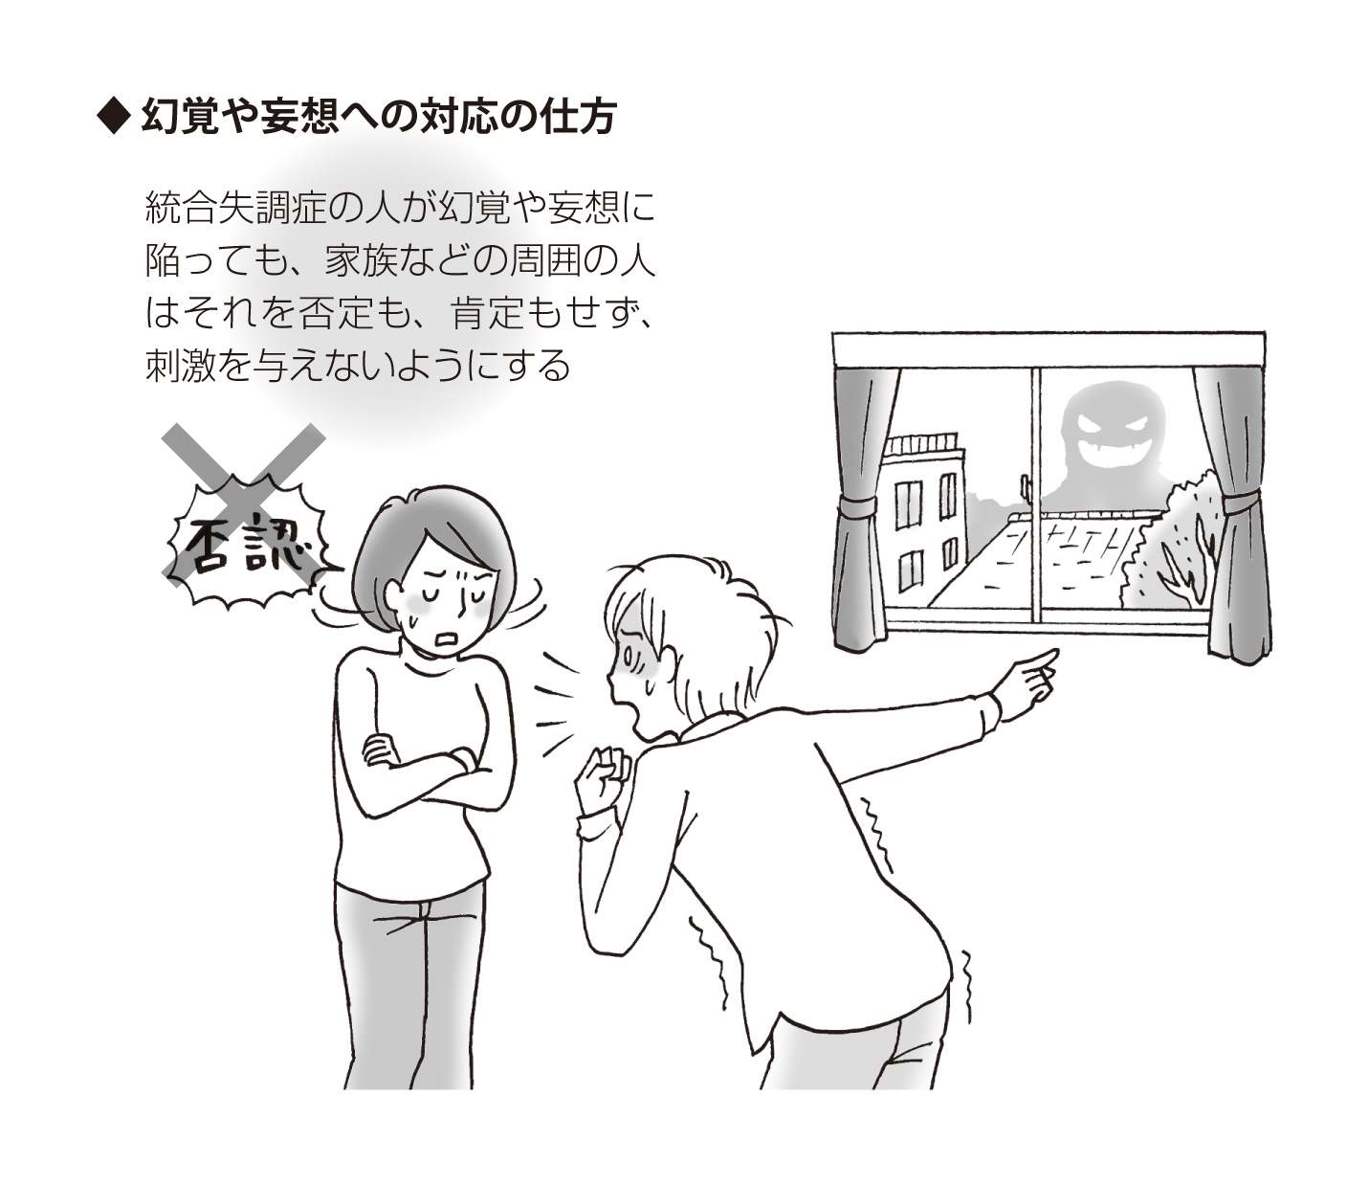 ◆ 幻覚や妄想への対応の仕方
統合失調症の人が幻覚や妄想に
陥っても、家族などの周囲の人
はそれを否定も、肯定もせず、
刺激を与えないようにする
否認